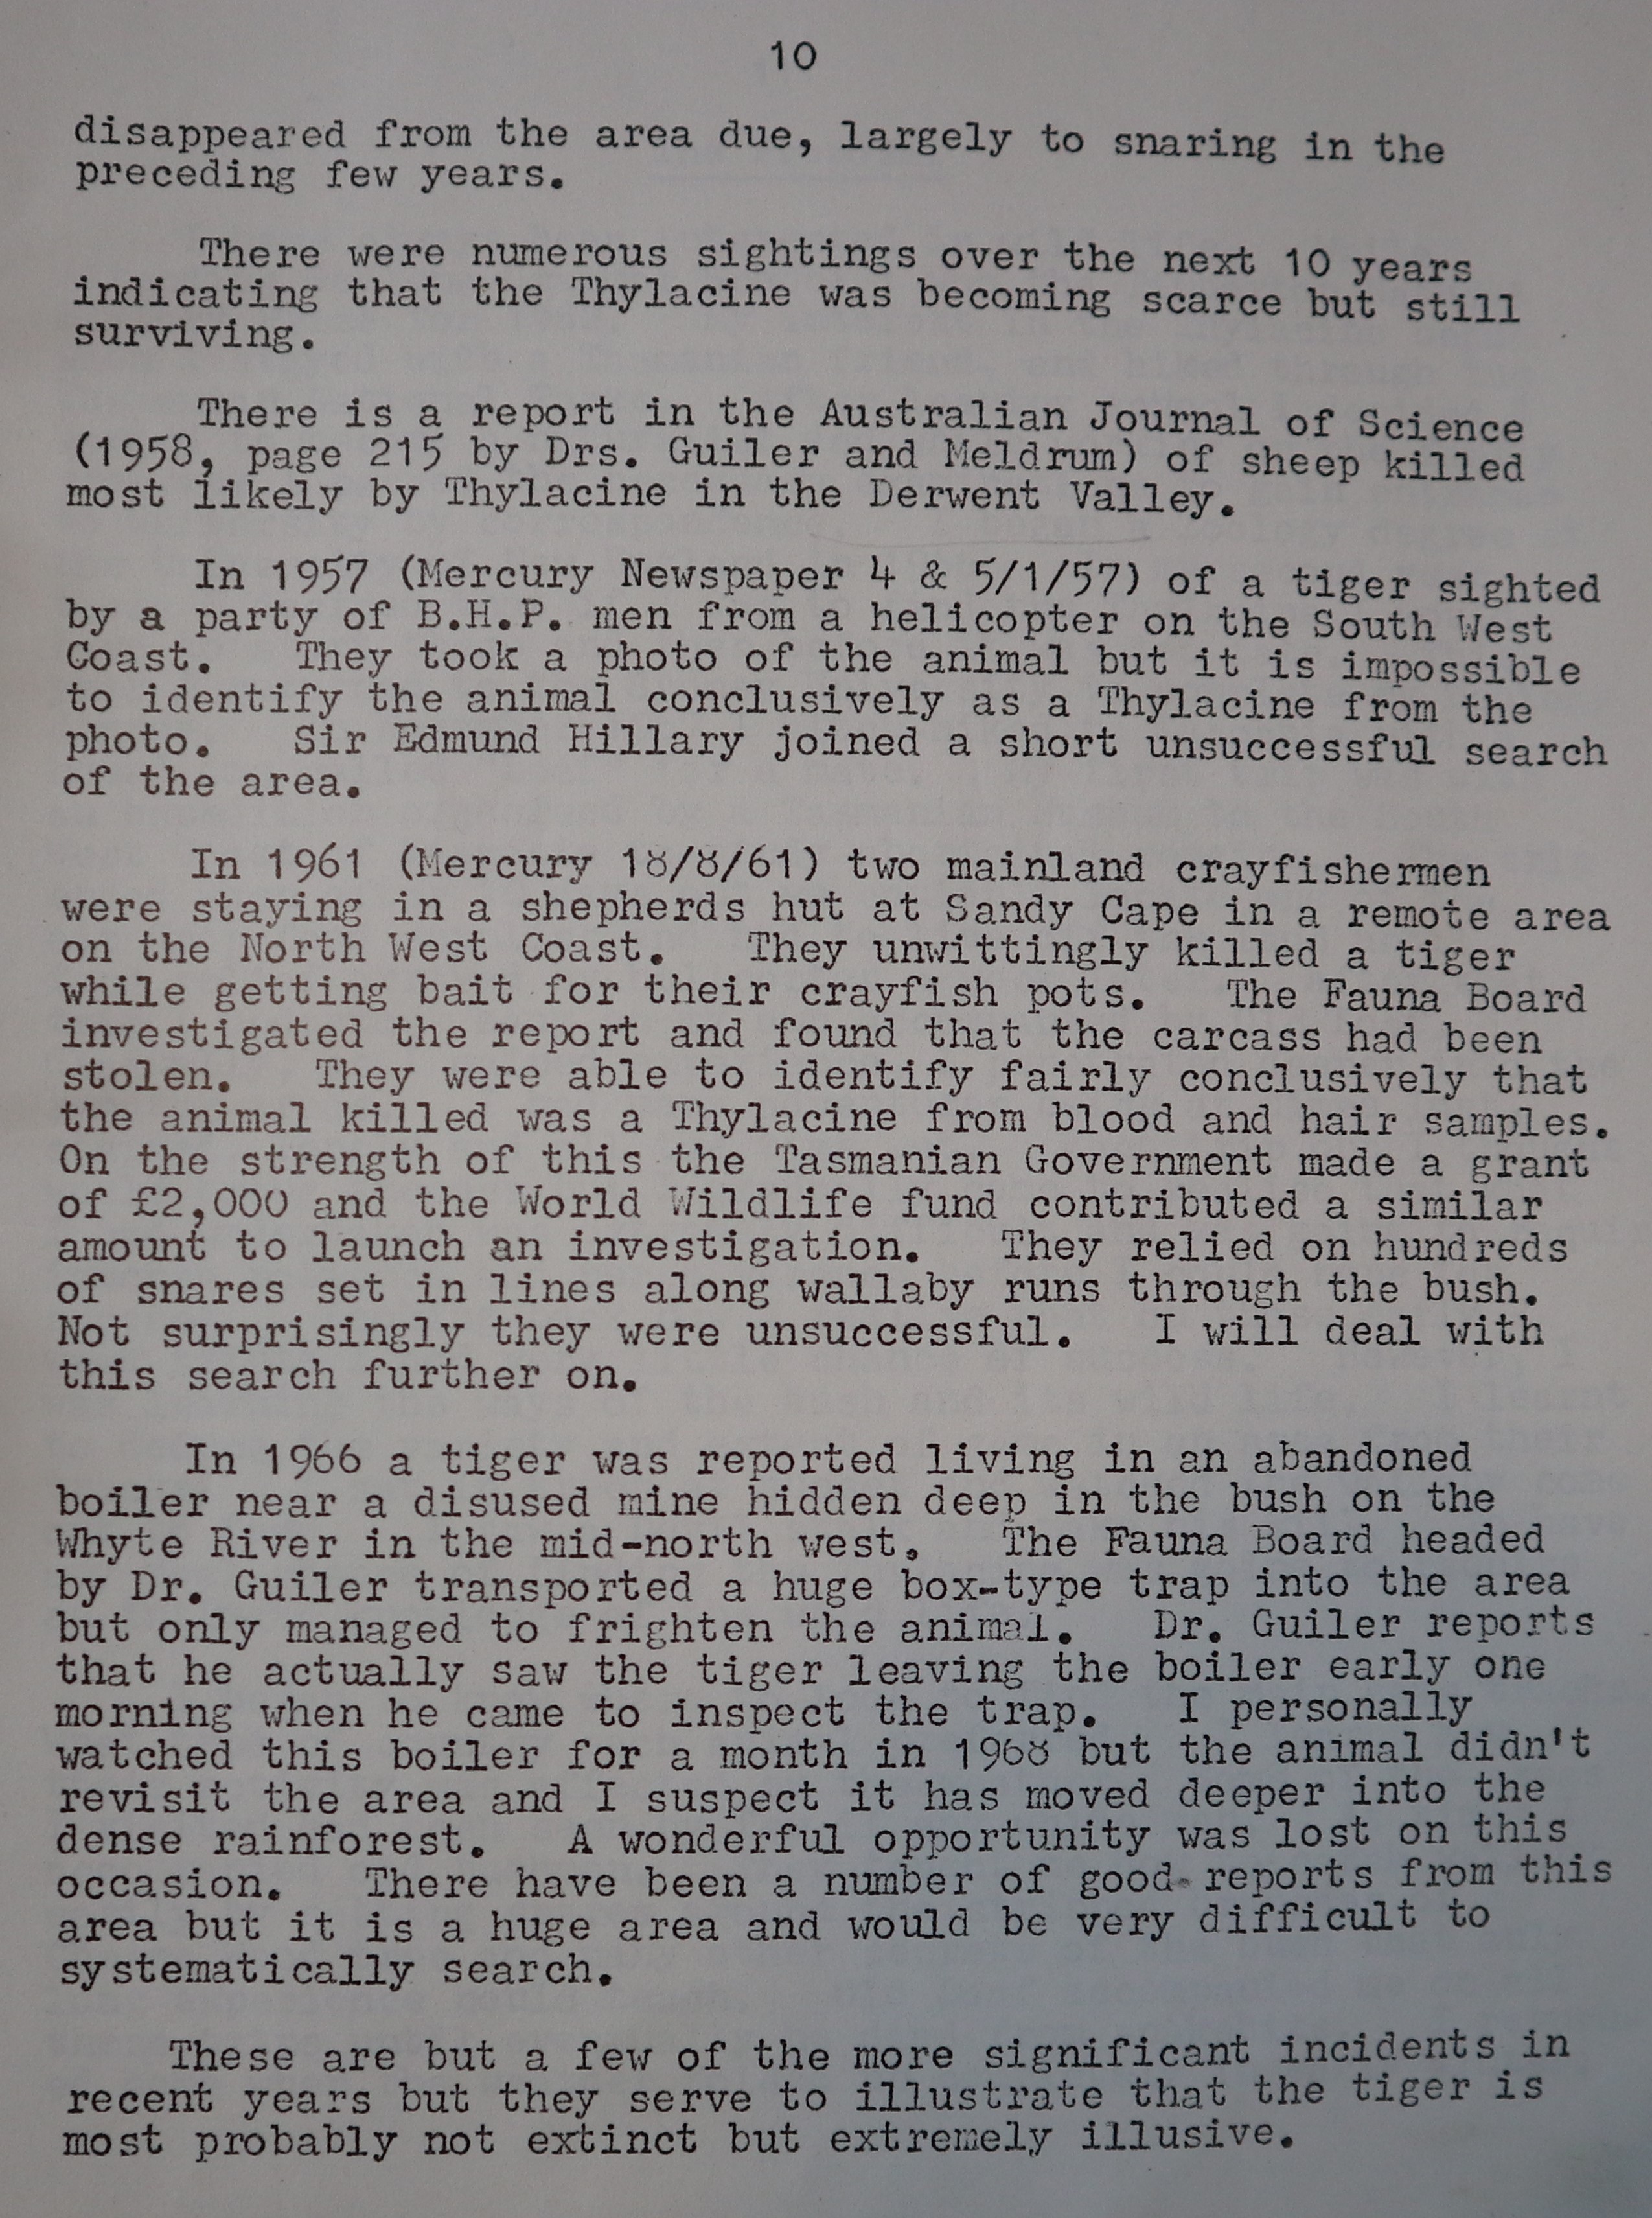 10
disappeared from the area due, largely to snaring in the
preceding few years.
There were numerous sightings over the next 10 years
indicating that the Thylacine was becoming scarce but still
surviving.
There is a report in the Australian Journal of Science
(1958, page 215 by Drs. Guiler and Meldrum) of sheep killed
most likely by Thylacine in the Derwent Valley.
In 1957 (Mercury Newspaper 4 & 5/1/57) of a tiger sighted
by a party of B.H.P. men from a helicopter on the South West
Coast. They took a photo of the animal but it is impossible
to identify the animal conclusively as a Thylacine from the
photo. Sir Edmund Hillary joined a short unsuccessful search
of the area.
In 1961 (Mercury 18/8/61) two mainland crayfishermen
were staying in a shepherds hut at Sandy Cape in a remote area
on the North West Coast. They unwittingly killed a tiger
while getting bait for their crayfish pots. The Fauna Board
investigated the report and found that the carcass had been
stolen. They were able to identify fairly conclusively that
the animal killed was a Thylacine from blood and hair samples.
On the strength of this the Tasmanian Government made a grant
of £2,000 and the World Wildlife fund contributed a similar
amount to launch an investigation. They relied on hundreds
of snares set in lines along wallaby runs through the bush.
Not surprisingly they were unsuccessful. I will deal with
this search further on.
In 1966 a tiger was reported living in an abandoned
boiler near a disused mine hidden deep in the bush on the
Whyte River in the mid-north west. The Fauna Board headed
by Dr. Guiler transported a huge box-type trap into the area
but only managed to frighten the animal. Dr. Guiler reports
that he actually saw the tiger leaving the boiler early one
morning when he came to inspect the trap. I personally
watched this boiler for a month in 1968 but the animal didn't
revisit the area and I suspect it has moved deeper into the
dense rainforest. A wonderful opportunity was lost on this
occasion. There have been a number of good reports from this
area but it is a huge area and would be very difficult to
systematically search.
These are but a few of the more significant incidents in
recent years but they serve to illustrate that the tiger is
most probably not extinct but extremely illusive.